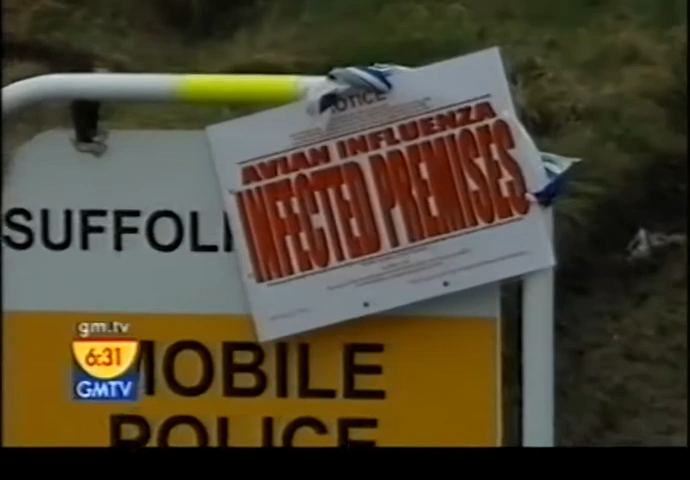 NOTICE
AVIAN INFLUENZA
INFECTED PREMISES
SUFFOL
gm.tv
6:31
GMTV
MOBILE
POLICE